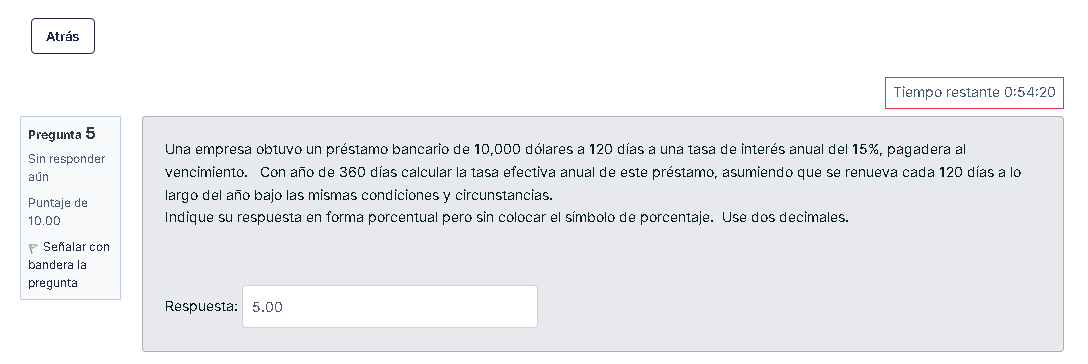 Atrás
Tiempo restante 0:54:20
Pregunta 5
Sin responder
aún
Puntaje de
10.00
Señalar con
bandera la
pregunta
Una empresa obtuvo un préstamo bancario de 10,000 dólares a 120 días a una tasa de interés anual del 15%, pagadera al
vencimiento. Con año de 360 días calcular la tasa efectiva anual de este préstamo, asumiendo que se renueva cada 120 días a lo
largo del año bajo las mismas condiciones y circunstancias.
Indique su respuesta en forma porcentual pero sin colocar el símbolo de porcentaje. Use dos decimales.
Respuesta: 5.00